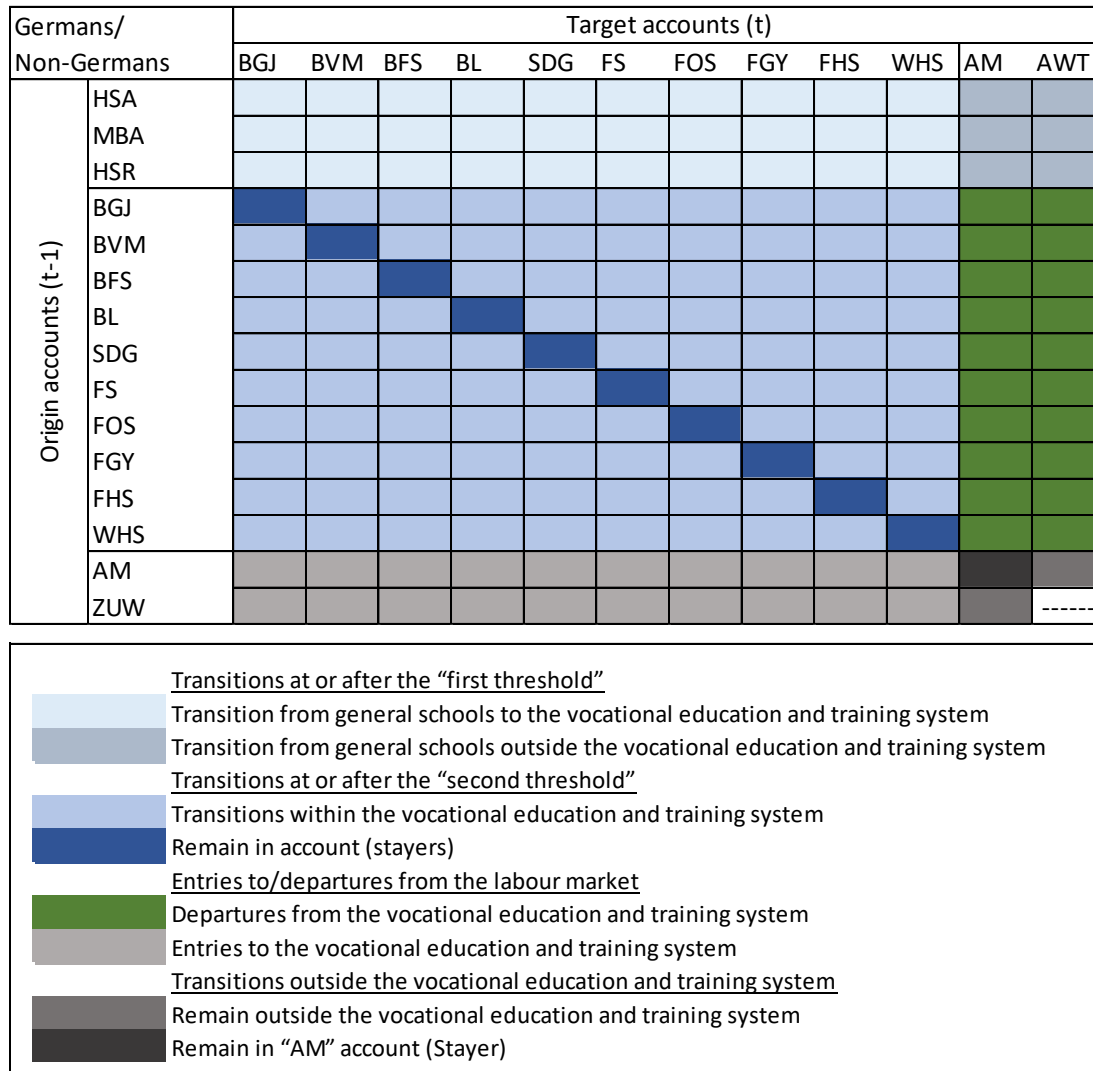 Germans/
Non-Germans
Target accounts (t)
BGJ BVM BFS BL SDG FS FOS FGY FHS WHS AM AWT
Origin accounts (t-1)
HSA
MBA
HSR
BGJ
BVM
BFS
BL
SDG
FS
FOS
FGY
FHS
WHS
AM
ZUW ------
Transitions at or after the “first threshold”
Transition from general schools to the vocational education and training system
Transition from general schools outside the vocational education and training system
Transitions at or after the “second threshold”
Transitions within the vocational education and training system
Remain in account (stayers)
Entries to/departures from the labour market
Departures from the vocational education and training system
Entries to the vocational education and training system
Transitions outside the vocational education and training system
Remain outside the vocational education and training system
Remain in “AM” account (Stayer)